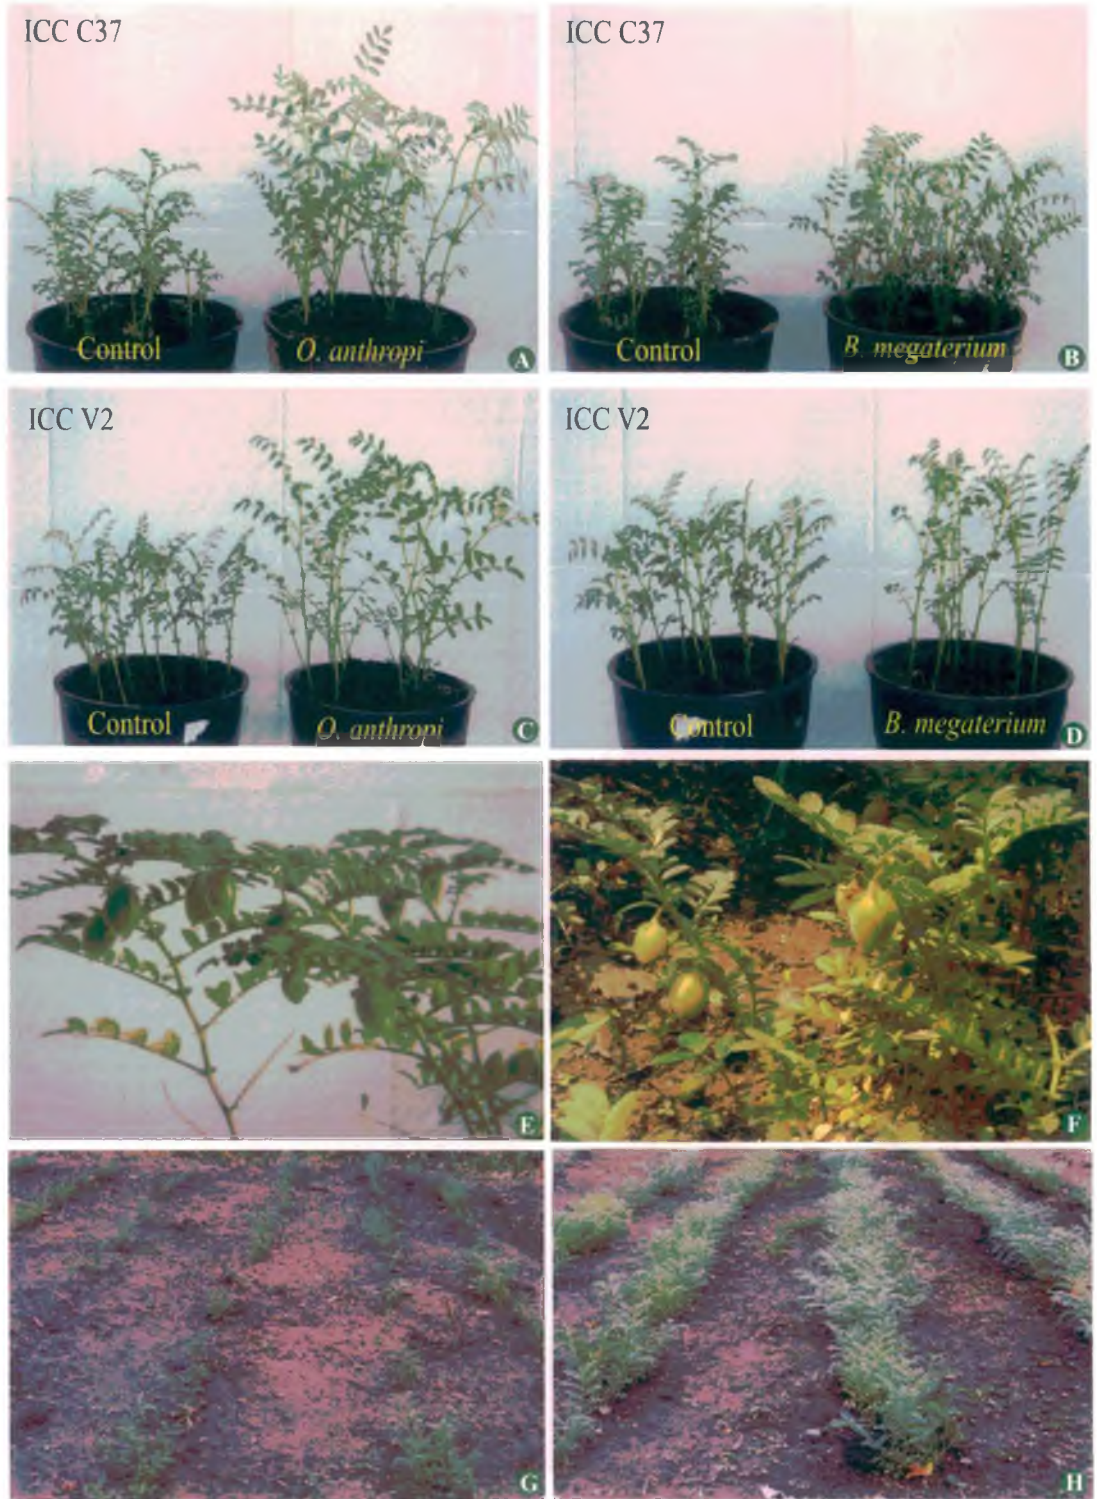 ICC C37
Control
O. anthropi
A
ICC C37
Control
B. megaterium
B
ICC V2
Control
O. anthropi
C
ICC V2
Control
B. megaterium
D
E
F
G
H